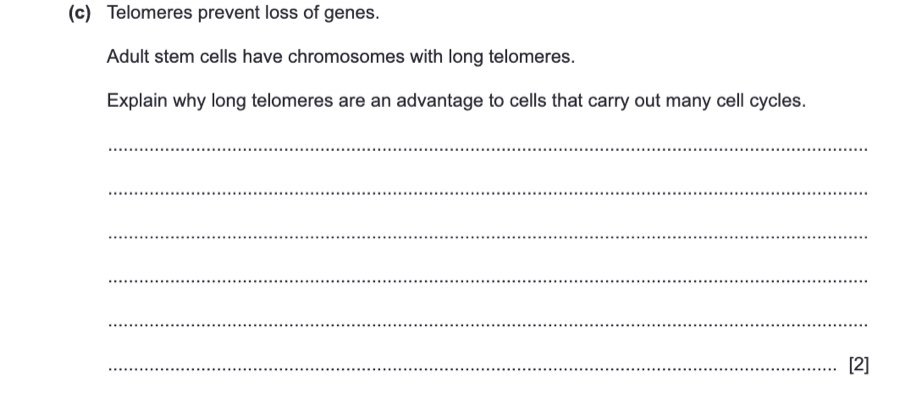 (c) Telomeres prevent loss of genes.
Adult stem cells have chromosomes with long telomeres.
Explain why long telomeres are an advantage to cells that carry out many cell cycles.
[2]